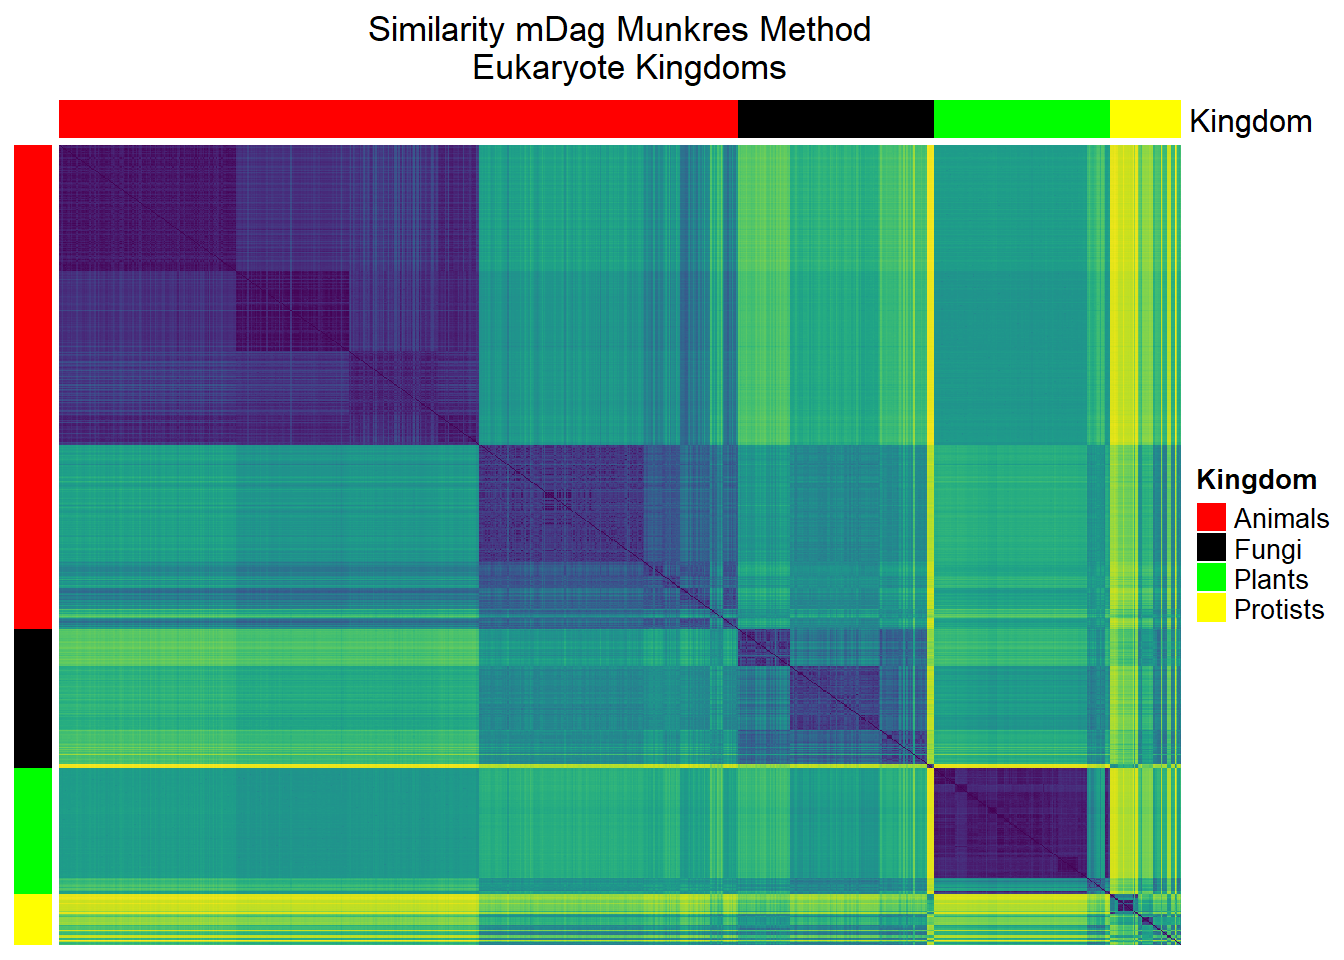 Similarity mDag Munkres Method
Eukaryote Kingdoms
Kingdom
Kingdom
Animals
Fungi
Plants
Protists